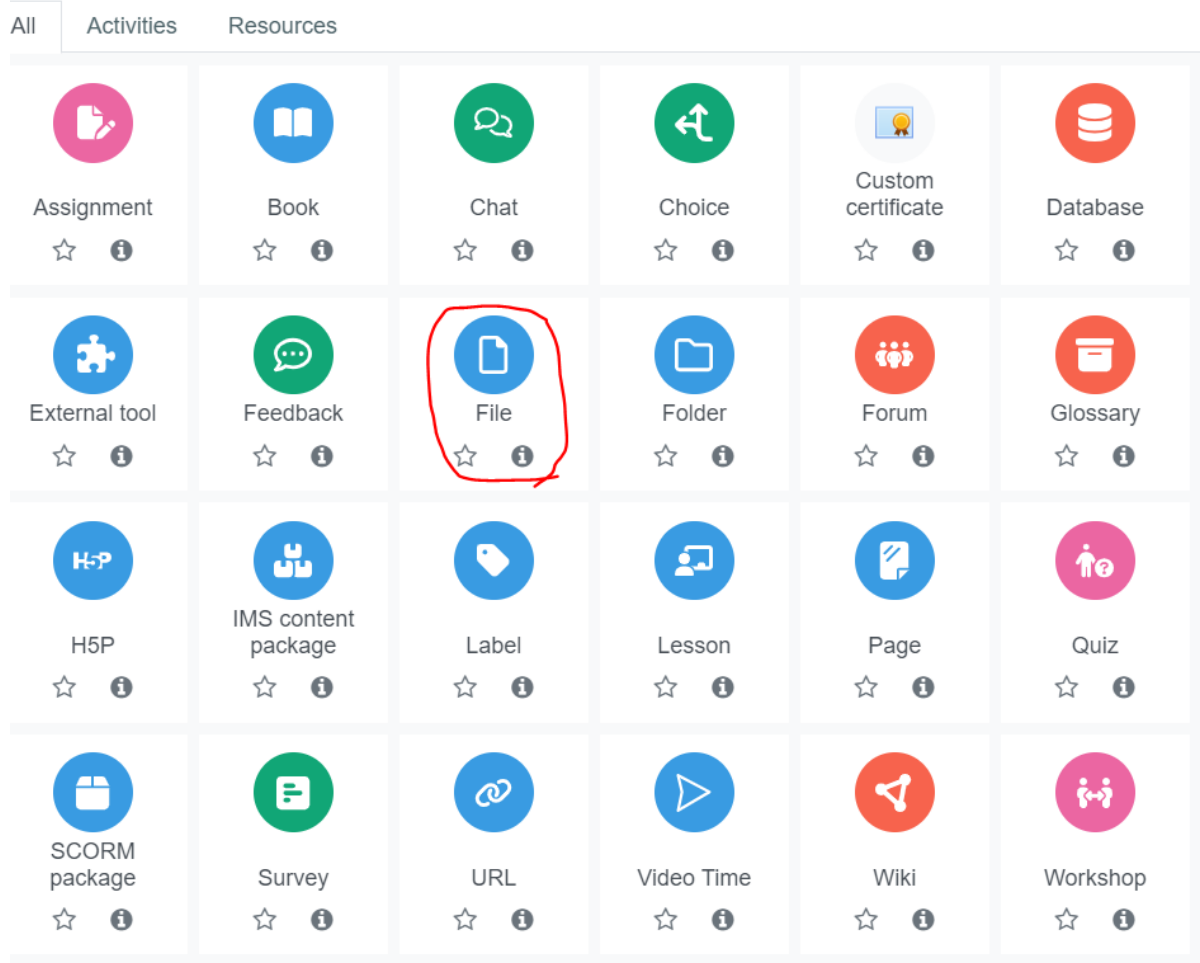 All Activities Resources
Assignment
Book
Chat
Choice
Custom
certificate
Database
External tool
Feedback
File
Folder
Forum
Glossary
H5P
H5P
IMS content
package
Label
Lesson
Page
Quiz
SCORM
package
Survey
URL
Video Time
Wiki
Workshop